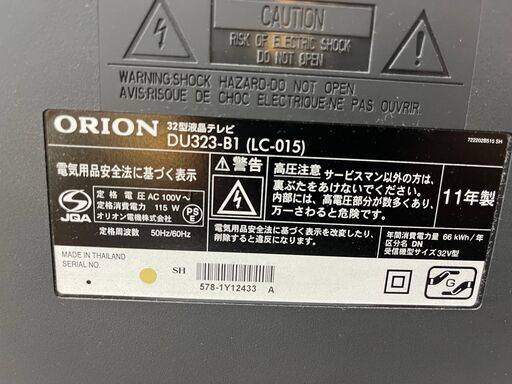 CAUTION
RISK OF ELECTRIC SHOCK
DO NOT OPEN
WARNING:SHOCK HAZARD-DO NOT OPEN
AVIS:RISQUE DE CHOC ELECTRIQUE-NE PAS OUVRIR
722202B515 SH
ORION 32型液晶テレビ
DU323-B1 (LC-015)
電気用品安全法に基づく表示
JQA
定格電圧 AC 100V~
定格消費電力 115 W
オリオン電機株式会社
PSE
定格周波数 50Hz/60Hz
高圧注意 サービスマン以外の方は、
裏ぶたをあけないでください。
内部には、高電圧部分が数多くあり、
万一さわると危険です。
11年製
電気用品安全法に基づく表示を改変したり、
削除すると違反になります。
年間消費電力量 66 kWh/年
区分名 DN
受信機型サイズ 32V型
MADE IN THAILAND
SERIAL NO.
SH
578-1Y12433 A
G